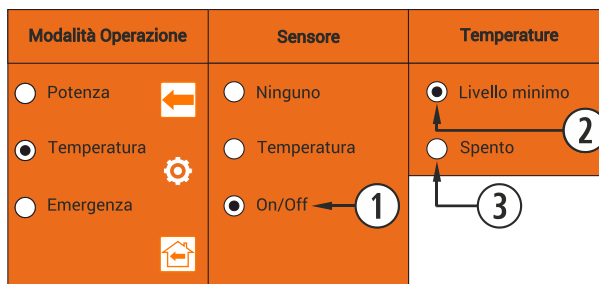 Modalità Operazione
Potenza
Temperatura
Emergenza
Sensore
Ninguno
Temperatura
On/Off
1
Temperature
Livello minimo
2
Spento
3